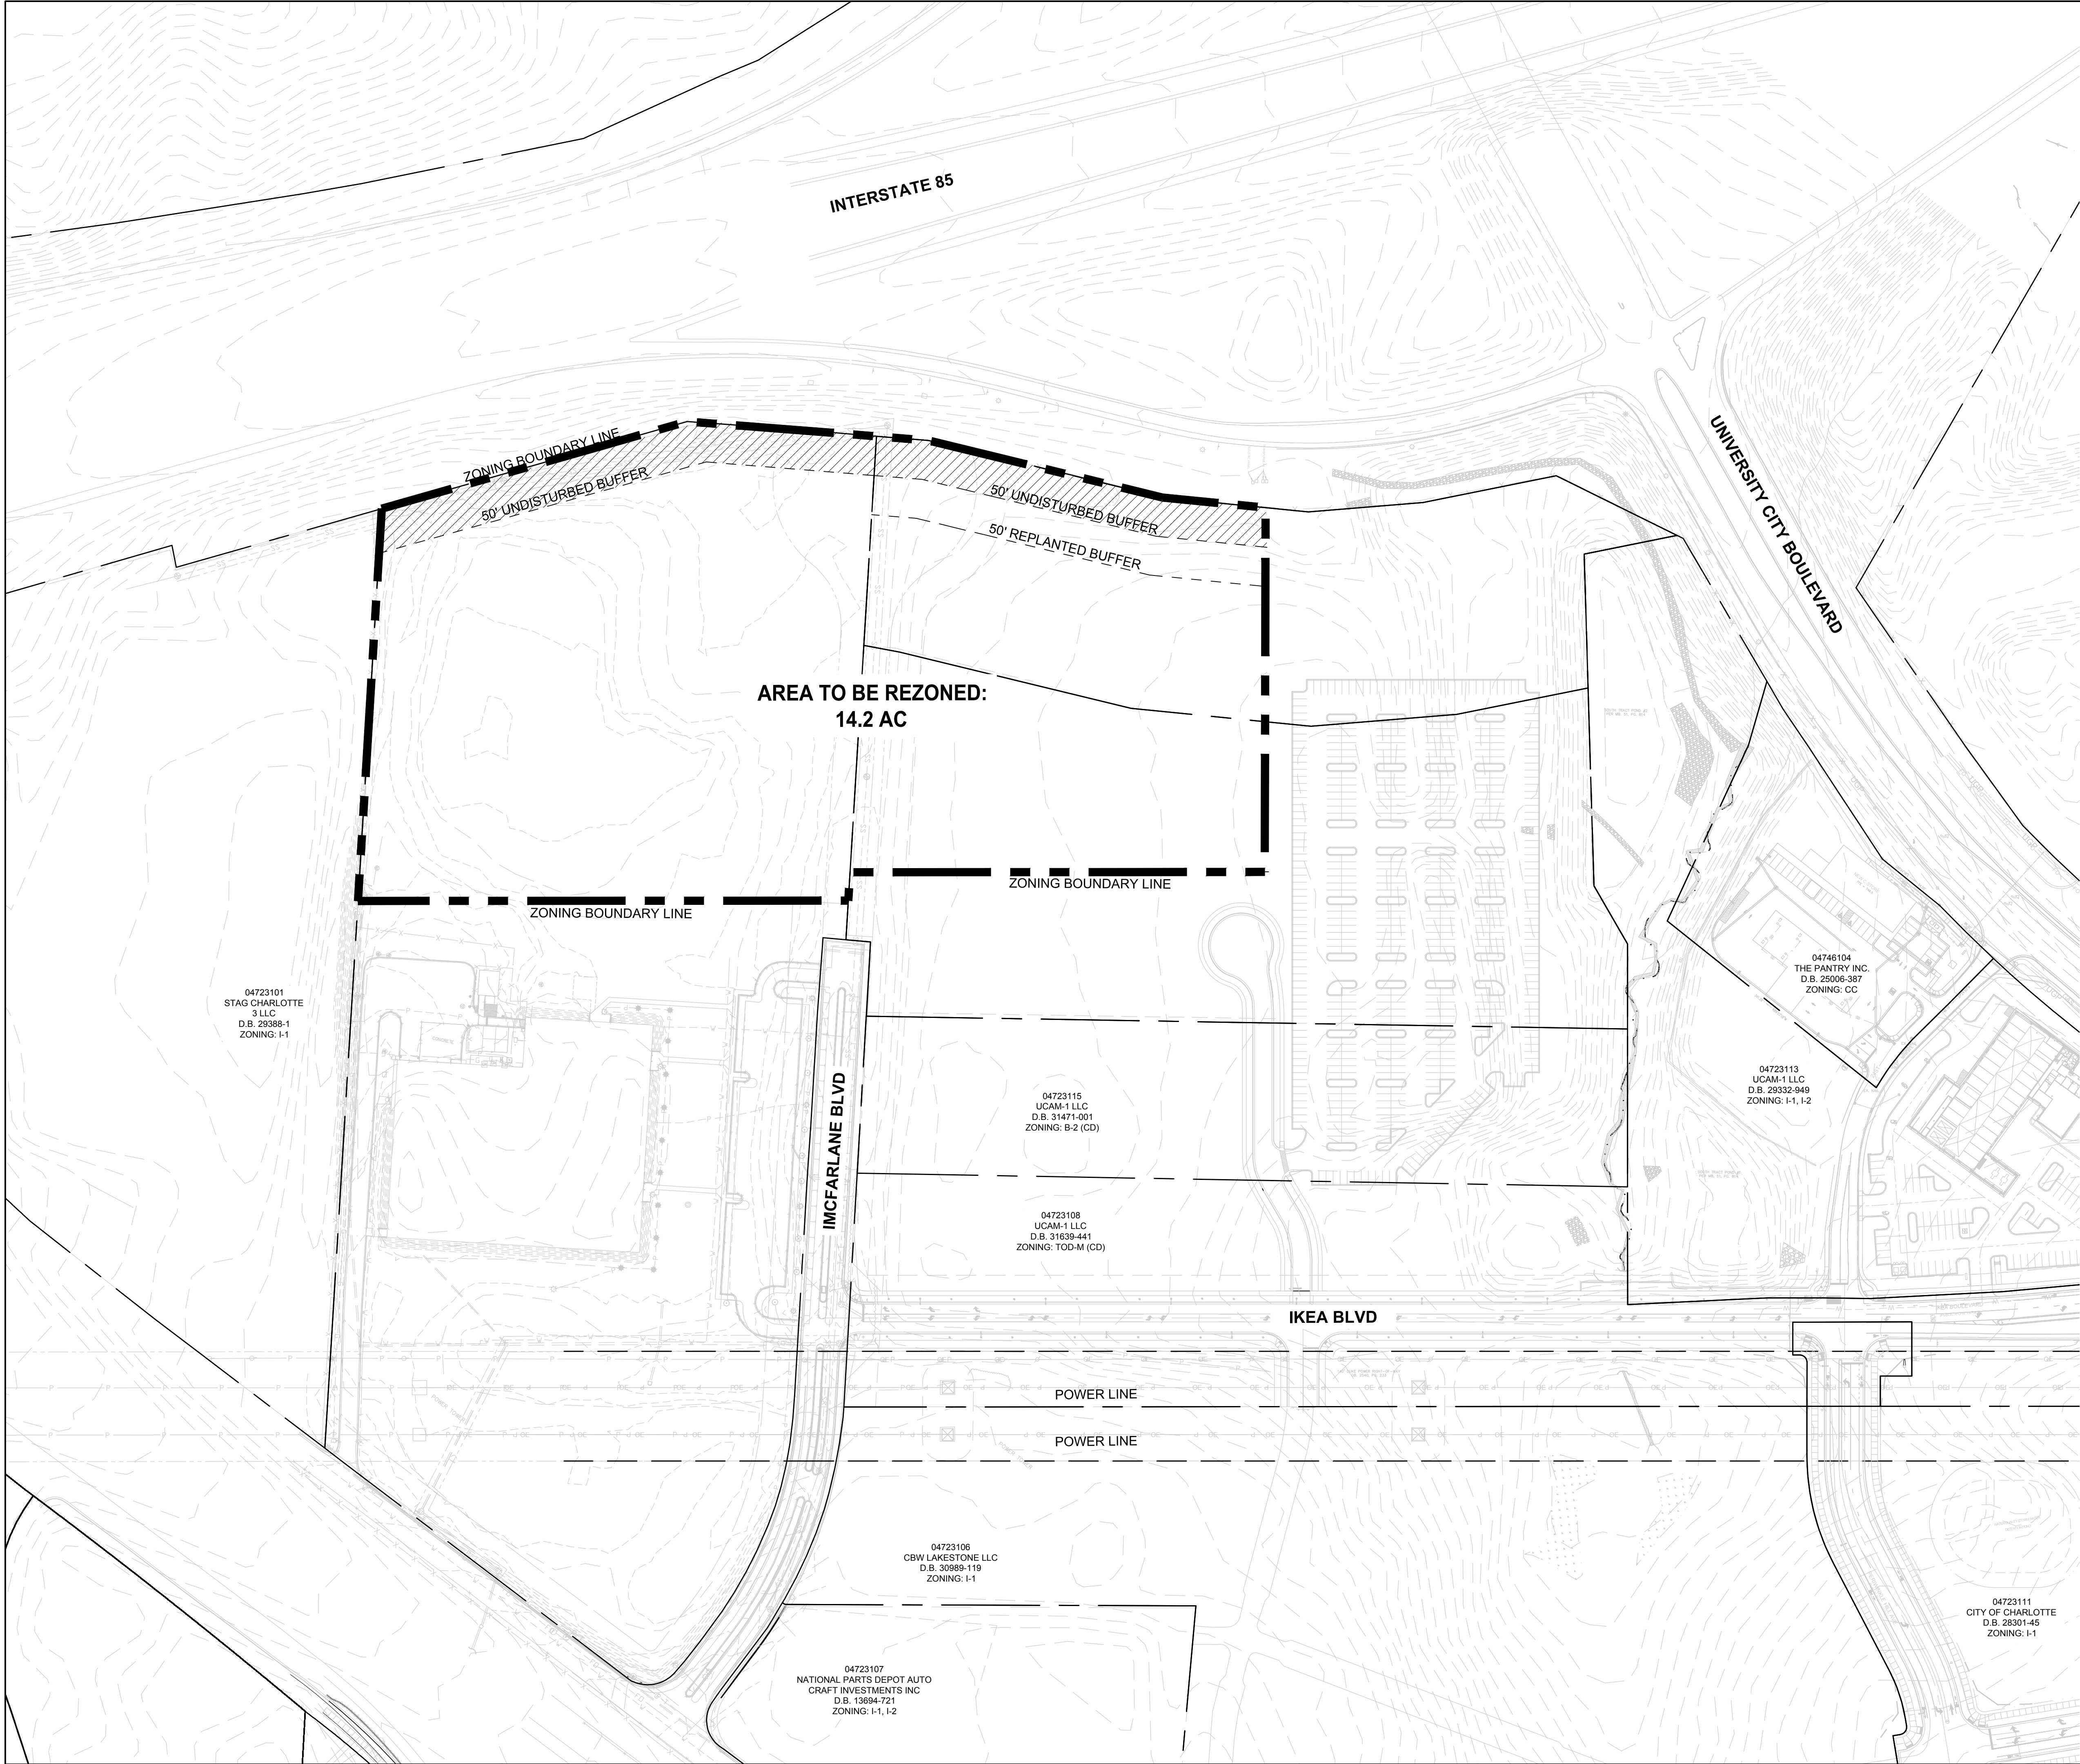 INTERSTATE 85
UNIVERSITY CITY BOULEVARD
ZONING BOUNDARY LINE
50' UNDISTURBED BUFFER
50' UNDISTURBED BUFFER
50' REPLANTED BUFFER
AREA TO BE REZONED:
14.2 AC
ZONING BOUNDARY LINE
ZONING BOUNDARY LINE
04723101
STAG CHARLOTTE
3 LLC
D.B. 29388-1
ZONING: I-1
04746104
THE PANTRY INC.
D.B. 25006-387
ZONING: CC
IMCFARLANE BLVD
04723115
UCAM-1 LLC
D.B. 31471-001
ZONING: B-2 (CD)
04723113
UCAM-1 LLC
D.B. 29332-949
ZONING: I-1, I-2
04723108
UCAM-1 LLC
D.B. 31639-441
ZONING: TOD-M (CD)
IKEA BLVD
POWER LINE
POWER LINE
04723106
CBW LAKESTONE LLC
D.B. 30989-119
ZONING: I-1
04723111
CITY OF CHARLOTTE
D.B. 28301-45
ZONING: I-1
04723107
NATIONAL PARTS DEPOT AUTO
CRAFT INVESTMENTS INC
D.B. 13694-721
ZONING: I-1, I-2